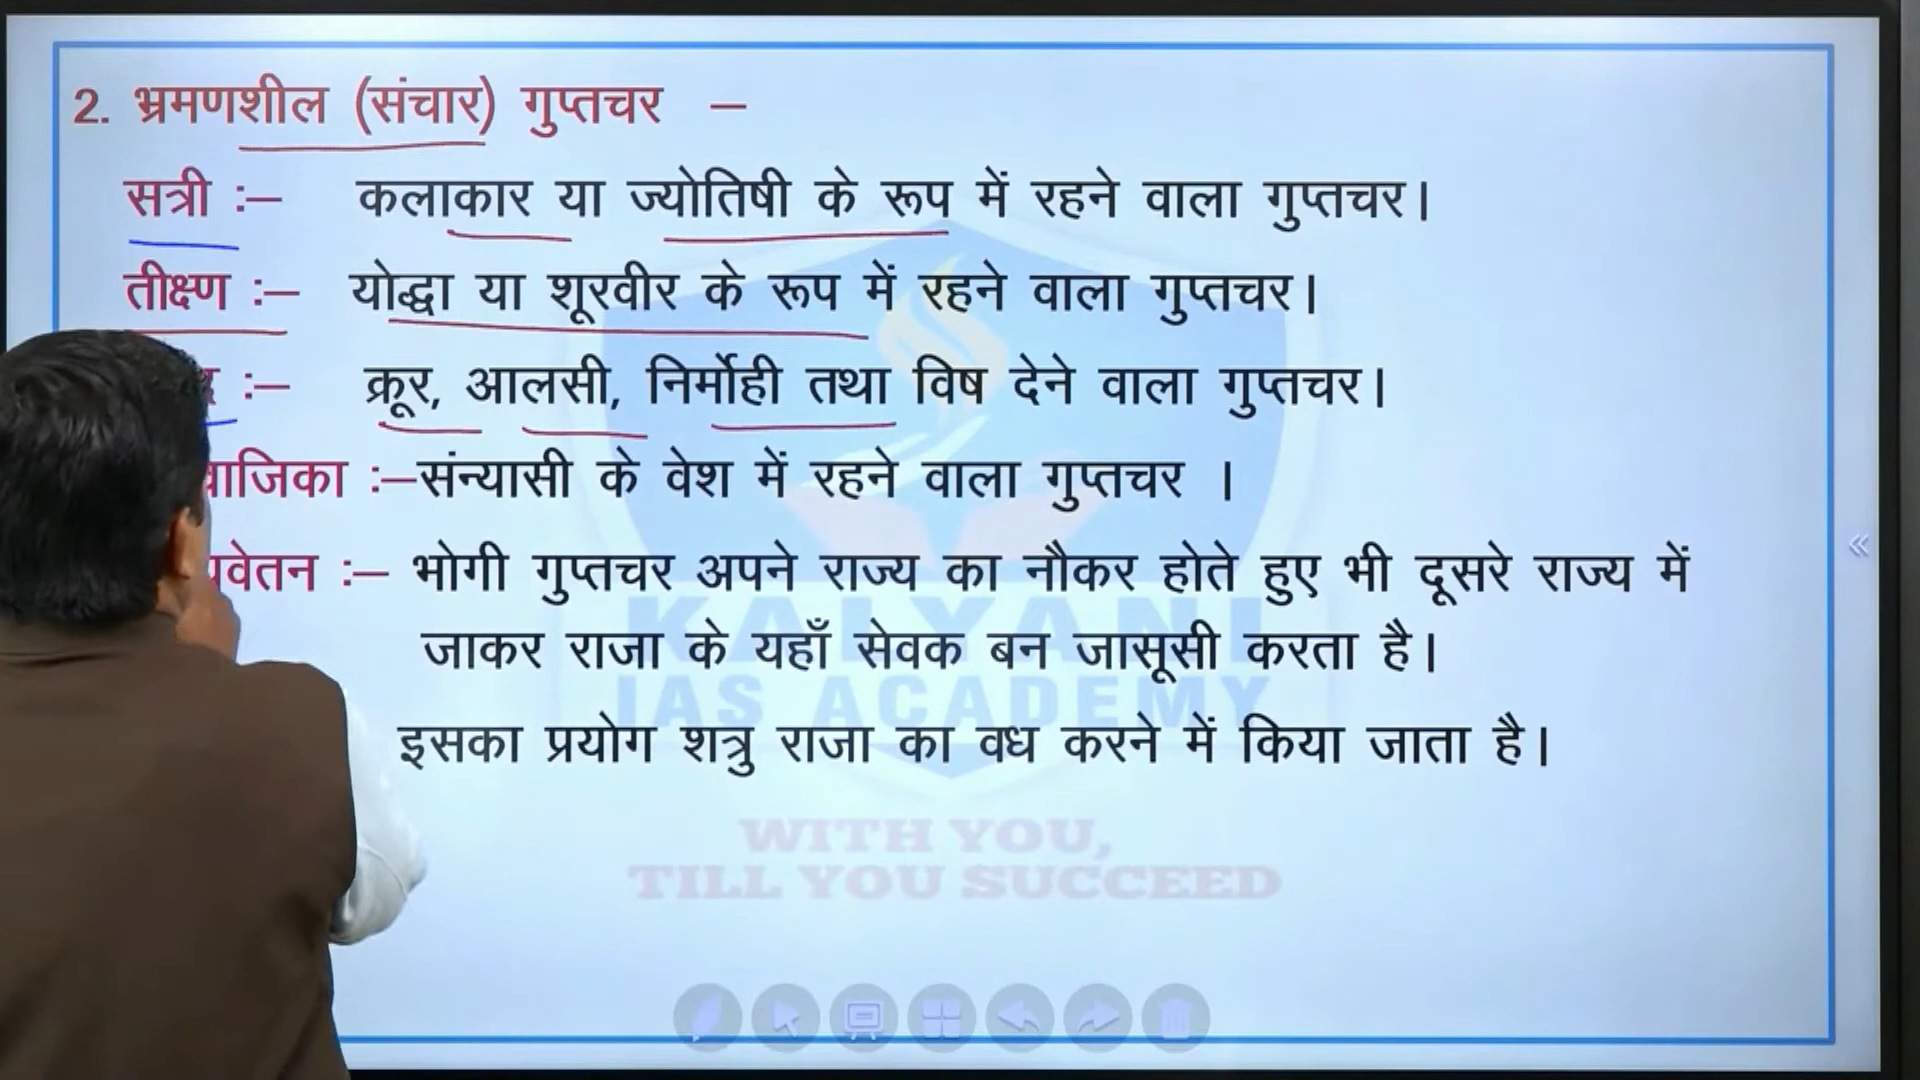 2. भ्रमणशील (संचार) गुप्तचर –
सत्री :– कलाकार या ज्योतिषी के रूप में रहने वाला गुप्तचर।
तीक्ष्ण :– योद्धा या शूरवीर के रूप में रहने वाला गुप्तचर।
:– क्रूर, आलसी, निर्मोही तथा विष देने वाला गुप्तचर।
:–संन्यासी के वेश में रहने वाला गुप्तचर ।
:– भोगी गुप्तचर अपने राज्य का नौकर होते हुए भी दूसरे राज्य में
जाकर राजा के यहाँ सेवक बन जासूसी करता है।
इसका प्रयोग शत्रु राजा का वध करने में किया जाता है।
KALYANI
IAS ACADEMY
WITH YOU,
TILL YOU SUCCEED